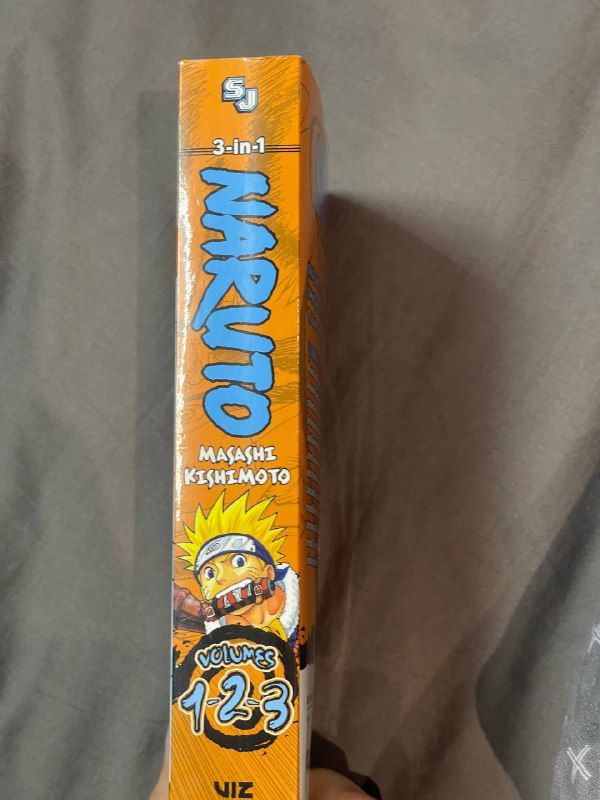 SJ
3-in-1
NARUTO
MASASHI
KISHIMOTO
VOLUMES
1-2-3
VIZ